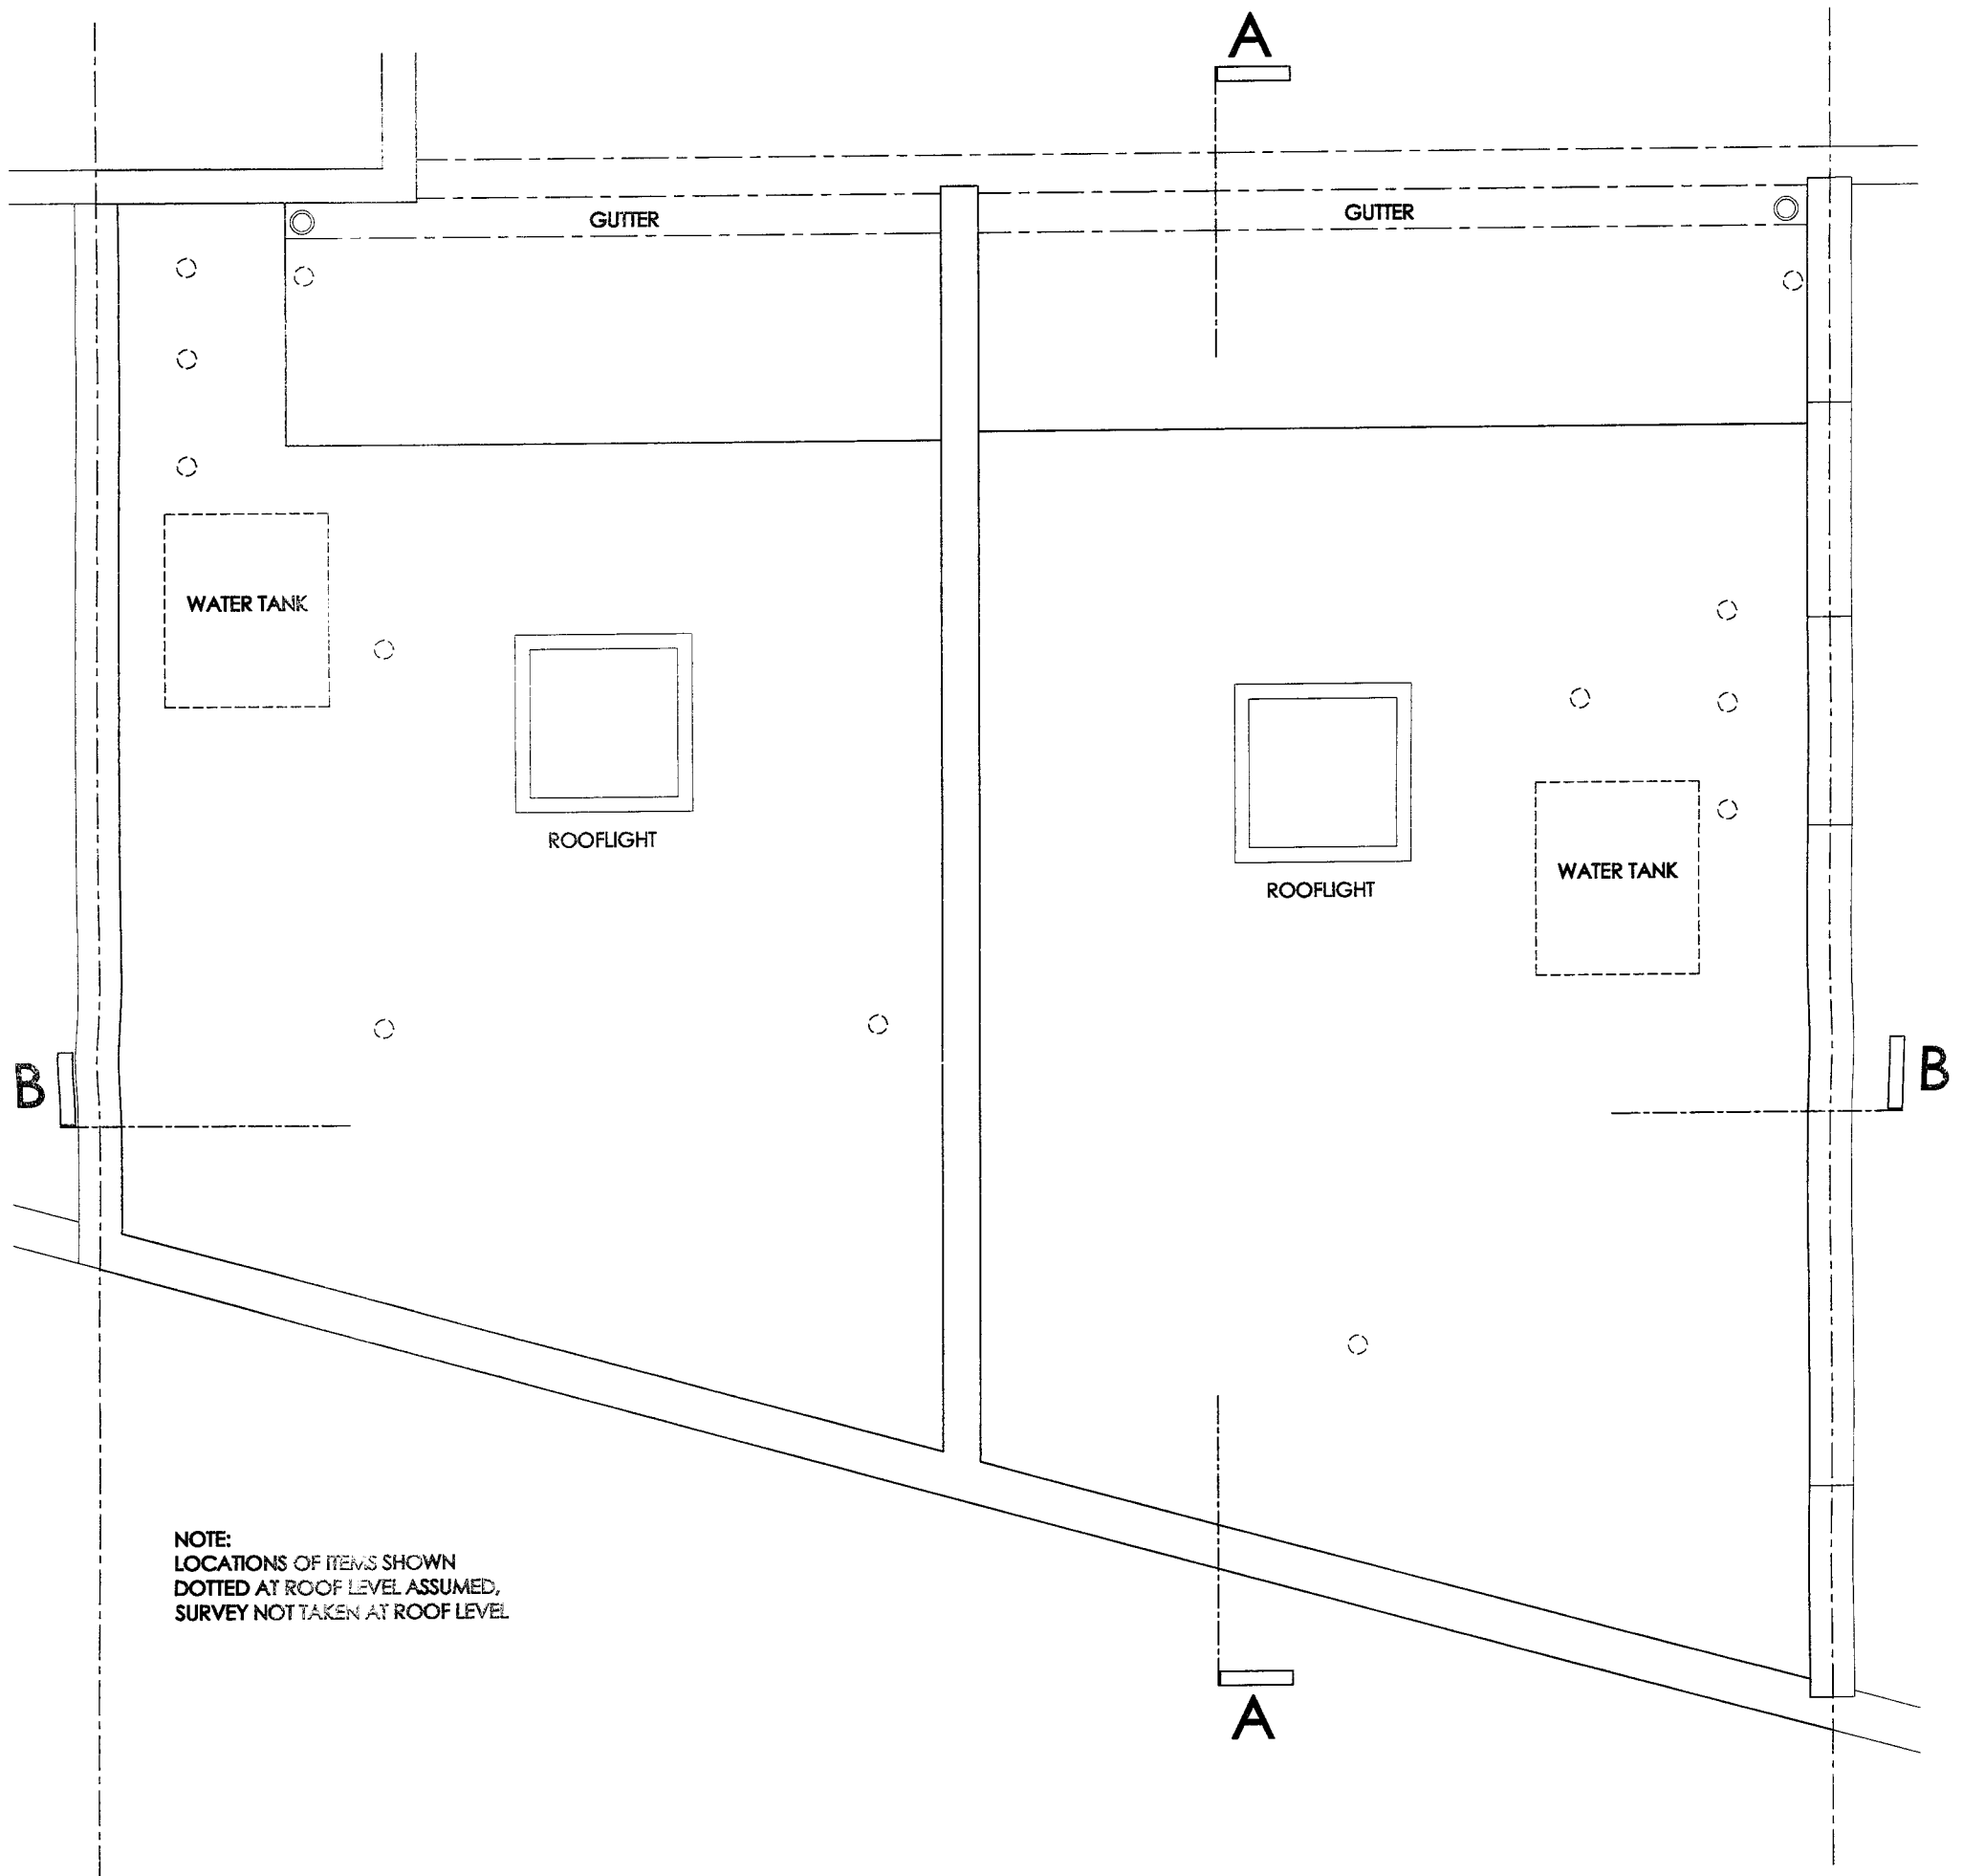 A
GUTTER
GUTTER
WATER TANK
ROOFLIGHT
WATER TANK
ROOFLIGHT
B
B
NOTE:
LOCATIONS OF ITEMS SHOWN
DOTTED AT ROOF LEVEL ASSUMED,
SURVEY NOT TAKEN AT ROOF LEVEL
A